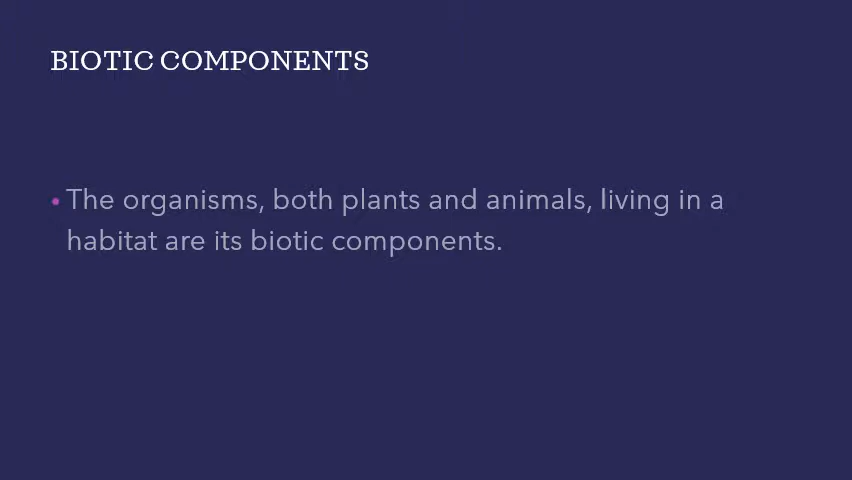 BIOTIC COMPONENTS
• The organisms, both plants and animals, living in a
habitat are its biotic components.